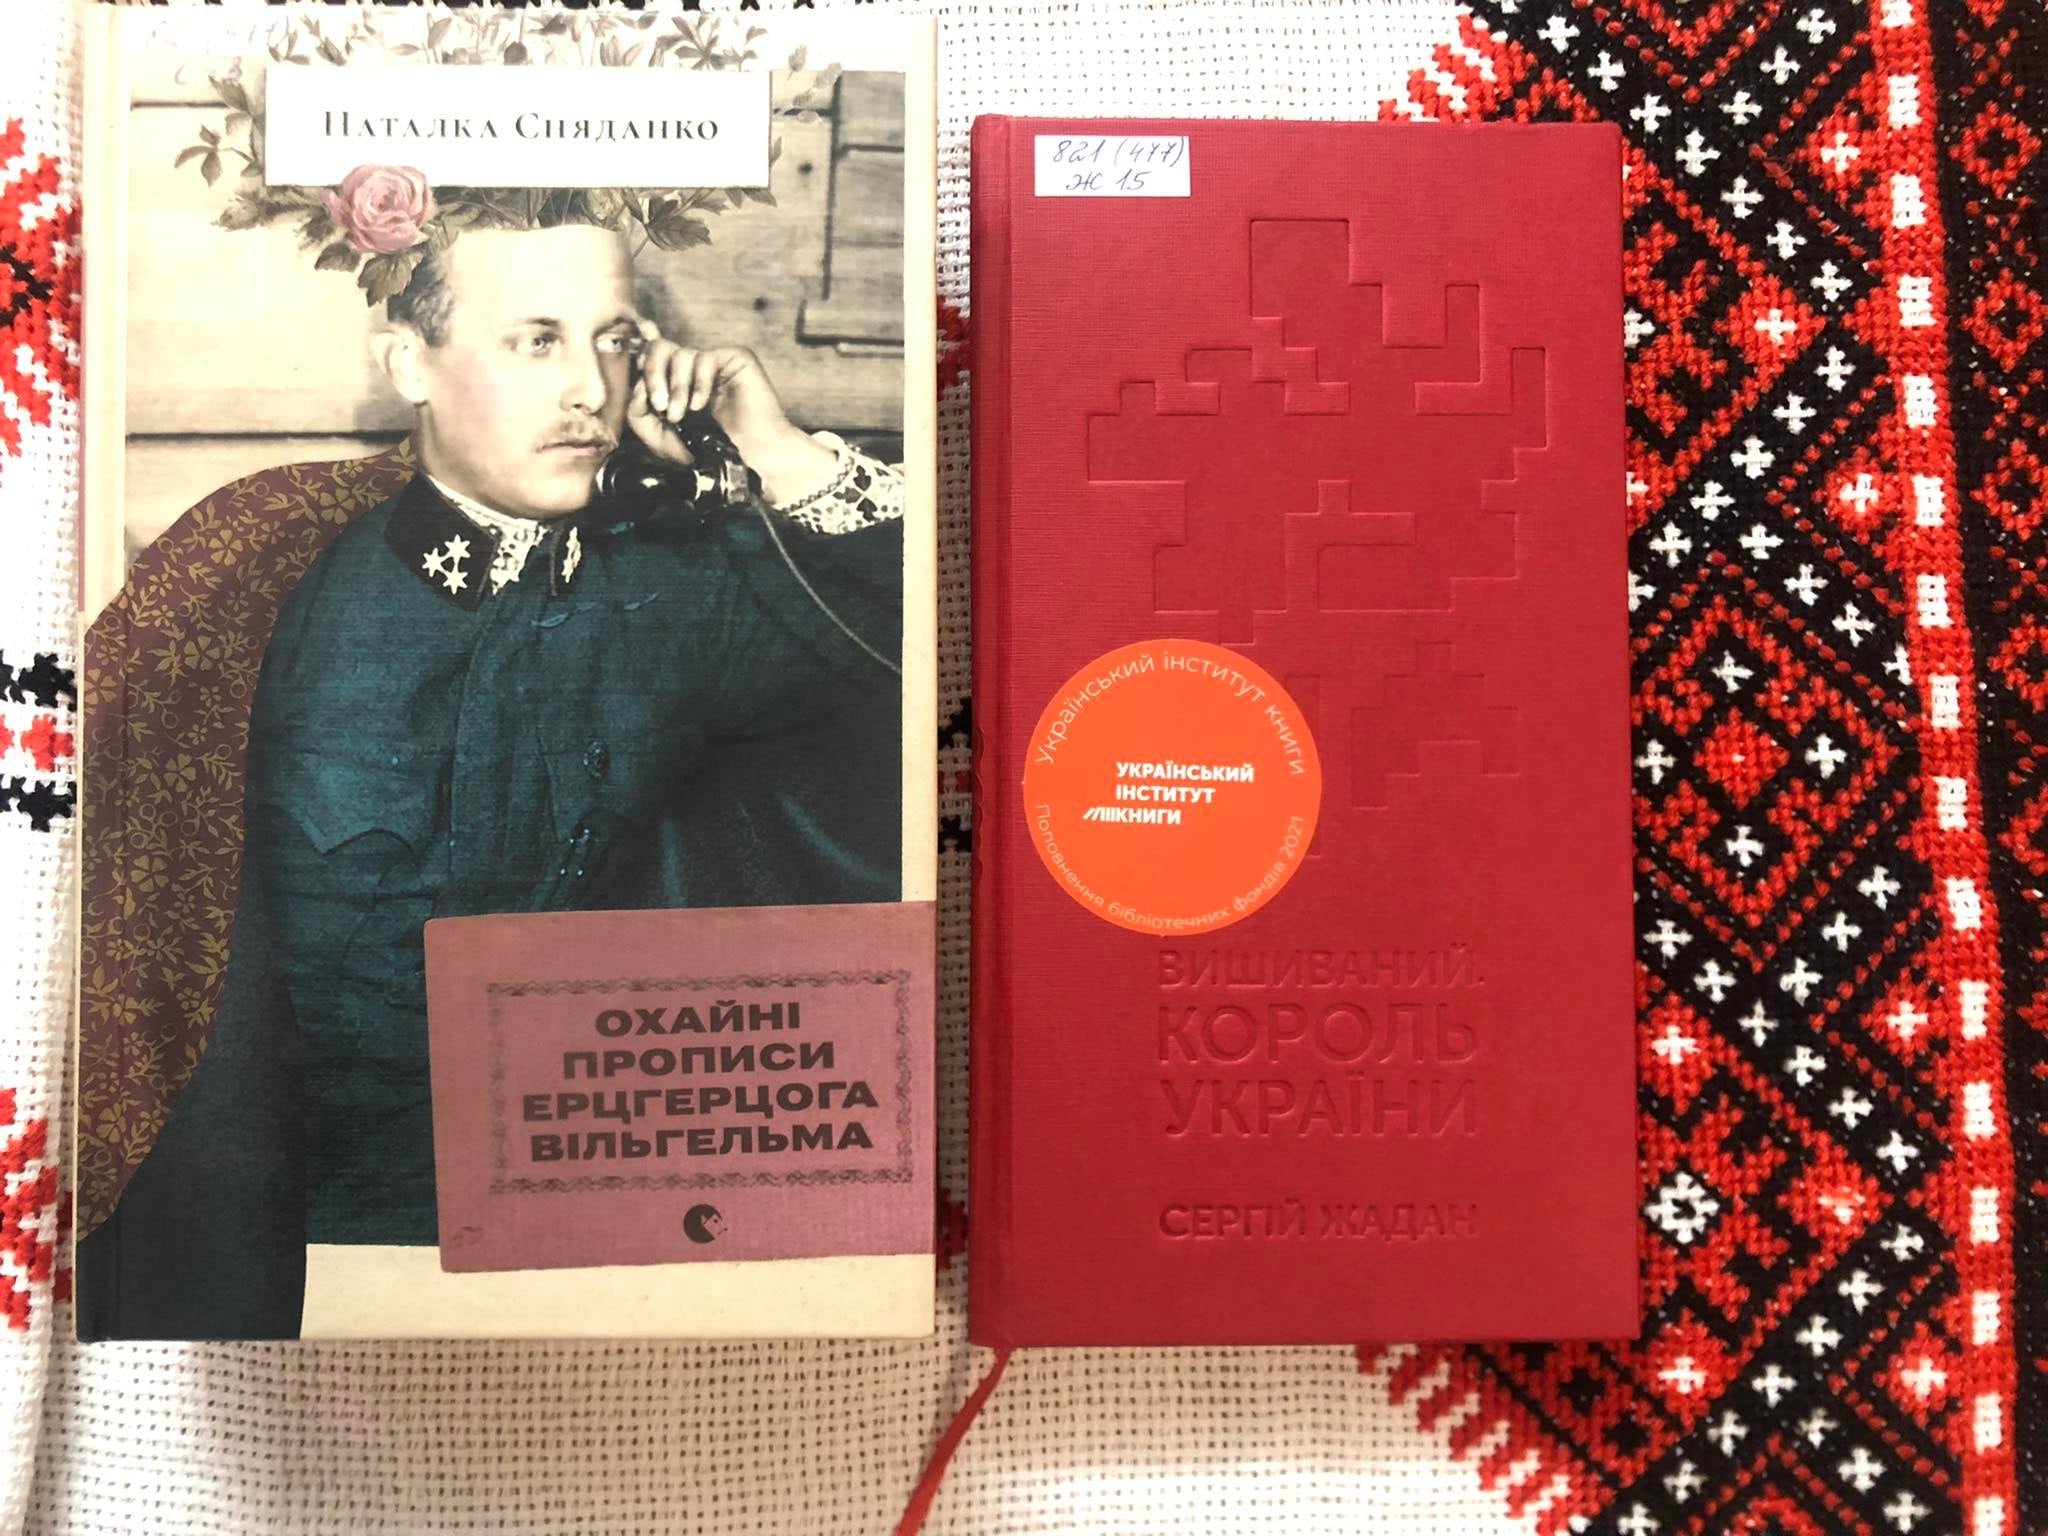 Наталка Сняданко
ОХАЙНІ
ПРОПИСИ
ЕРЦГЕРЦОГА
ВІЛЬГЕЛЬМА
821 (477)
Ж 15
Український інститут книги
УКРАЇНСЬКИЙ
ІНСТИТУТ
КНИГИ
Поповнення бібліотечних фондів 2021
ВИШИВАНИЙ.
КОРОЛЬ
УКРАЇНИ
СЕРГІЙ ЖАДАН